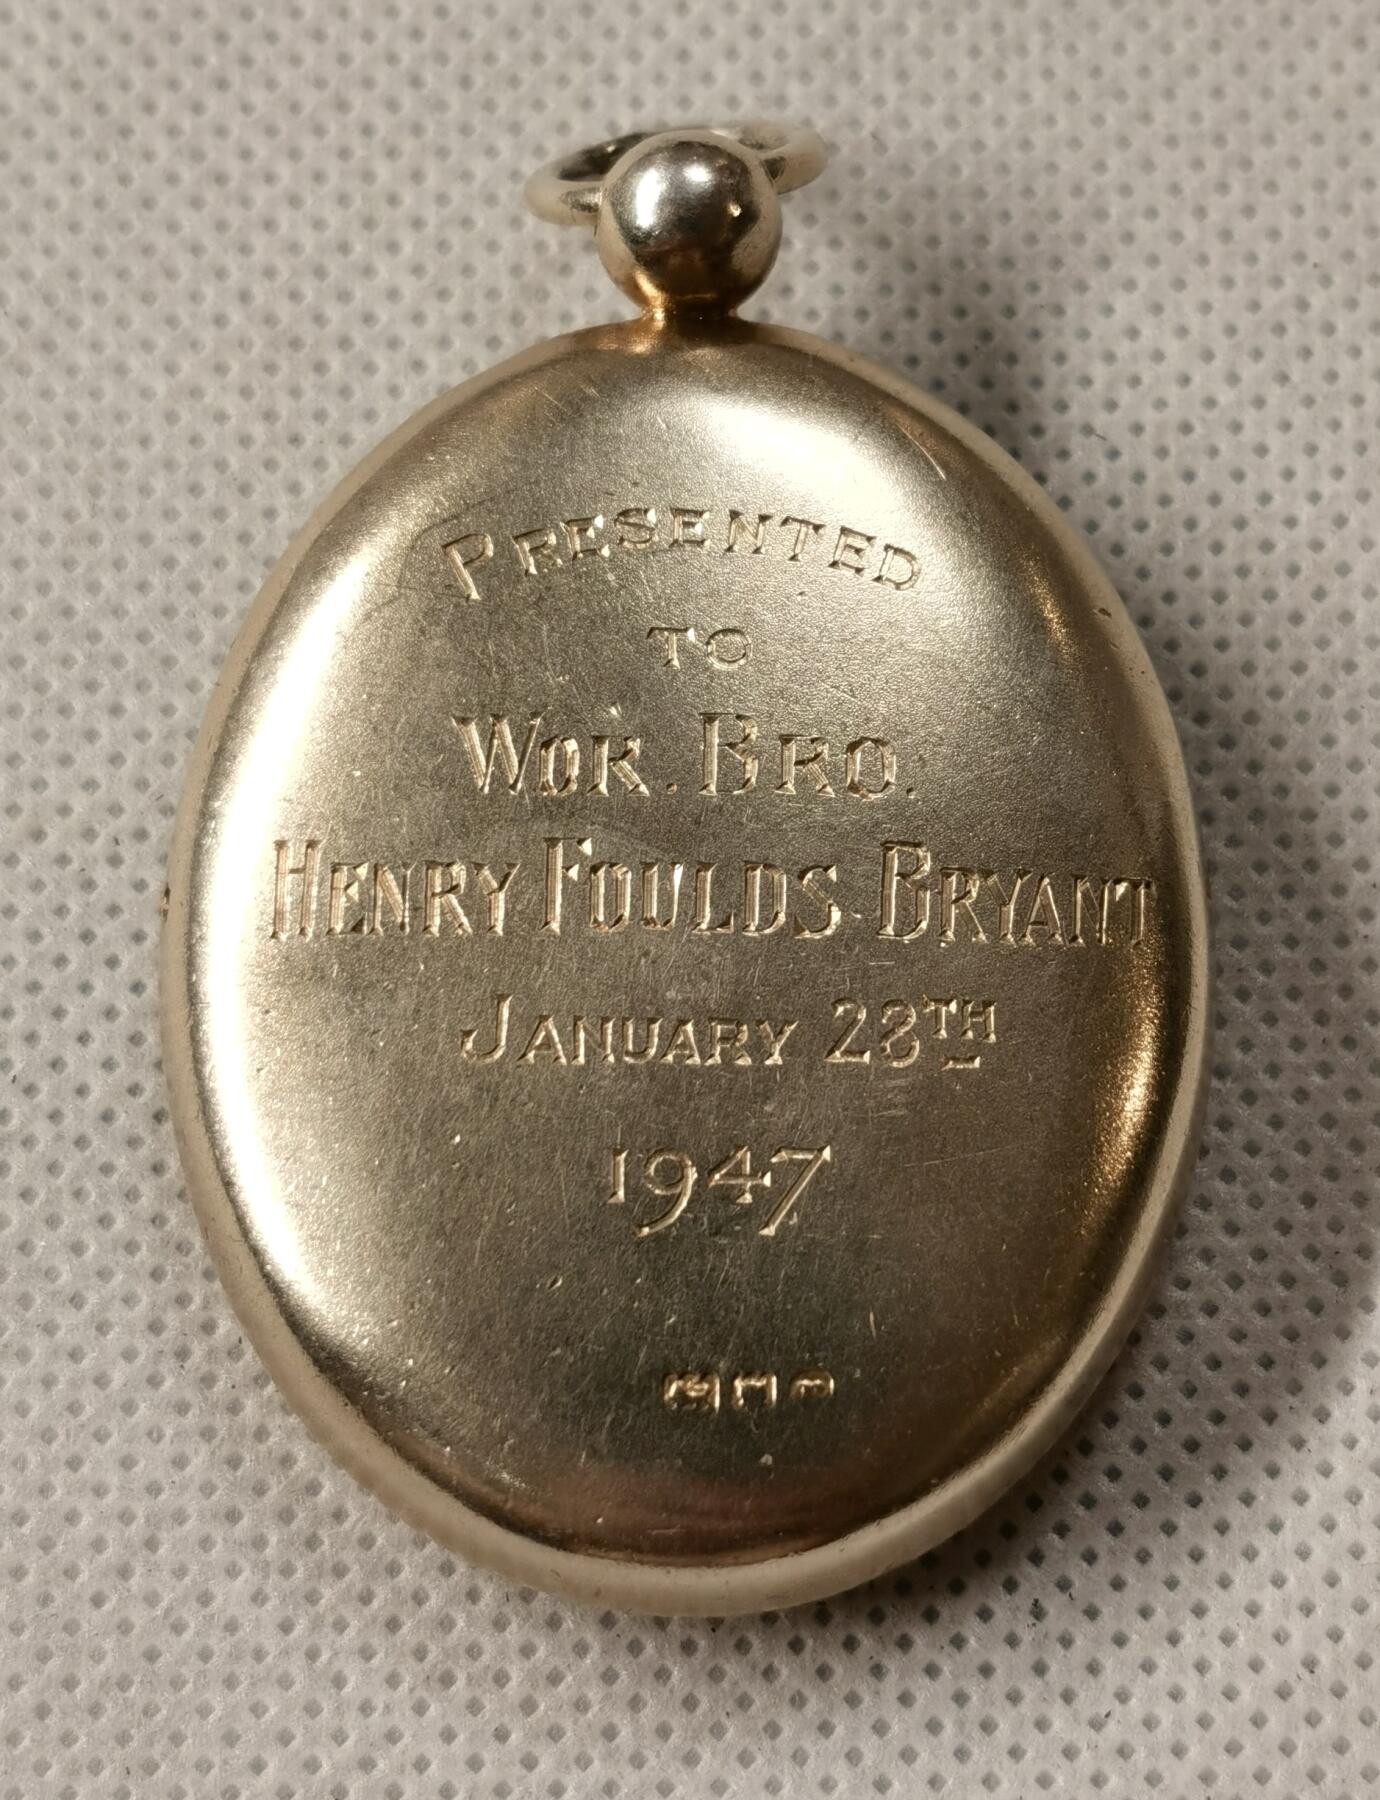 PRESENTED
TO
WOR. BRO.
HENRY FOULDS BRYANT
JANUARY 28TH
1947